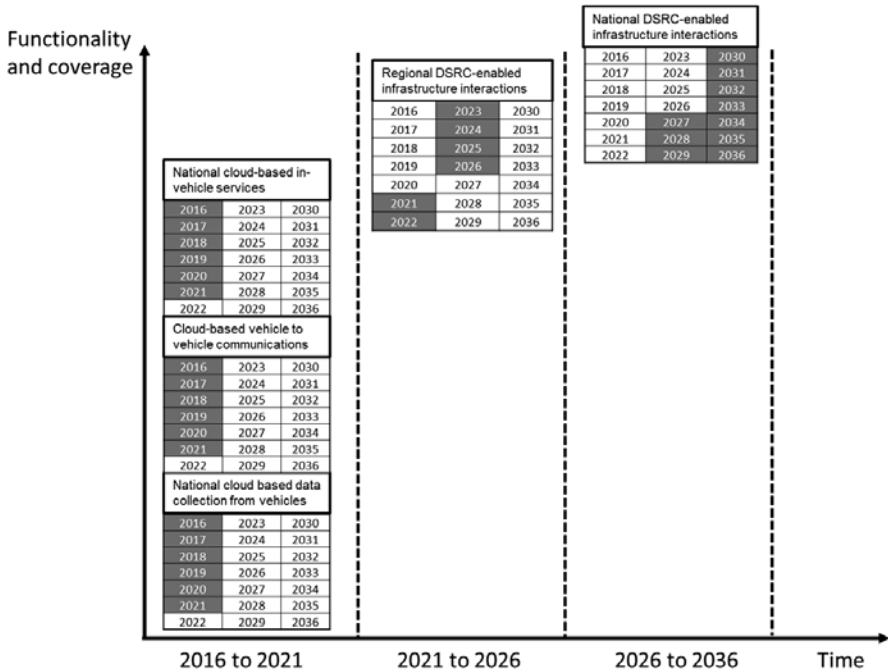 Functionality
and coverage
National cloud-based in-
vehicle services
2016 2023 2030
2017 2024 2031
2018 2025 2032
2019 2026 2033
2020 2027 2034
2021 2028 2035
2022 2029 2036
Cloud-based vehicle to
vehicle communications
2016 2023 2030
2017 2024 2031
2018 2025 2032
2019 2026 2033
2020 2027 2034
2021 2028 2035
2022 2029 2036
National cloud based data
collection from vehicles
2016 2023 2030
2017 2024 2031
2018 2025 2032
2019 2026 2033
2020 2027 2034
2021 2028 2035
2022 2029 2036
Regional DSRC-enabled
infrastructure interactions
2016 2023 2030
2017 2024 2031
2018 2025 2032
2019 2026 2033
2020 2027 2034
2021 2028 2035
2022 2029 2036
National DSRC-enabled
infrastructure interactions
2016 2023 2030
2017 2024 2031
2018 2025 2032
2019 2026 2033
2020 2027 2034
2021 2028 2035
2022 2029 2036
2016 to 2021 2021 to 2026 2026 to 2036 Time